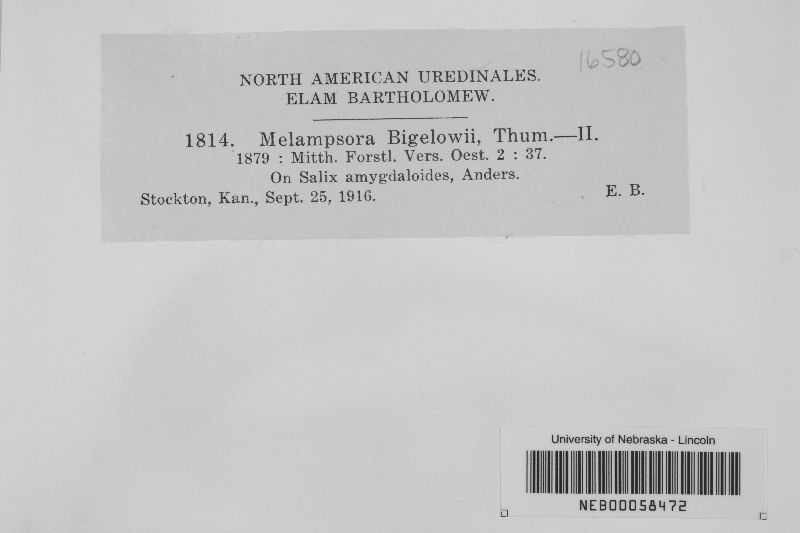 16580
NORTH AMERICAN UREDINALES.
ELAM BARTHOLOMEW.
1814. Melampsora Bigelowii, Thum.—II.
1879 : Mitth. Forstl. Vers. Oest. 2 : 37.
On Salix amygdaloides, Anders.
Stockton, Kan., Sept. 25, 1916. E. B.
University of Nebraska - Lincoln
NEB00058472